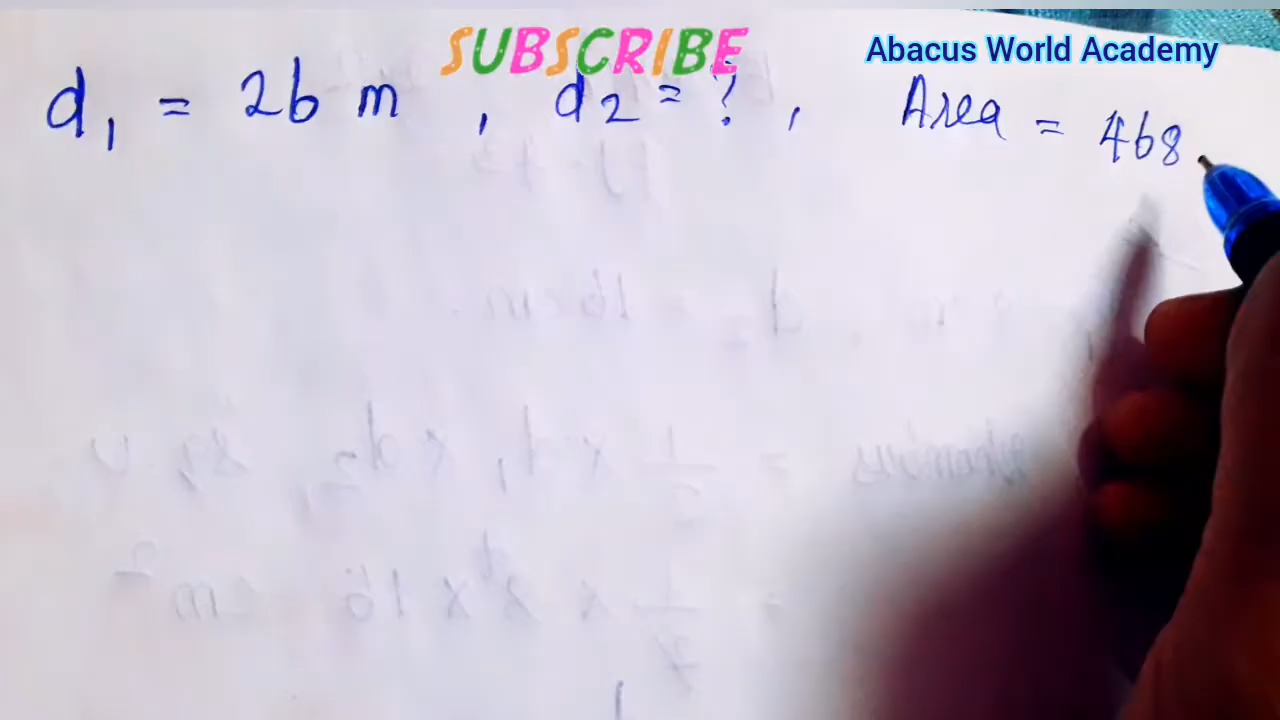 SUBSCRIBE
Abacus World Academy
d₁ = 26 m , d₂ = ? , Area = 468